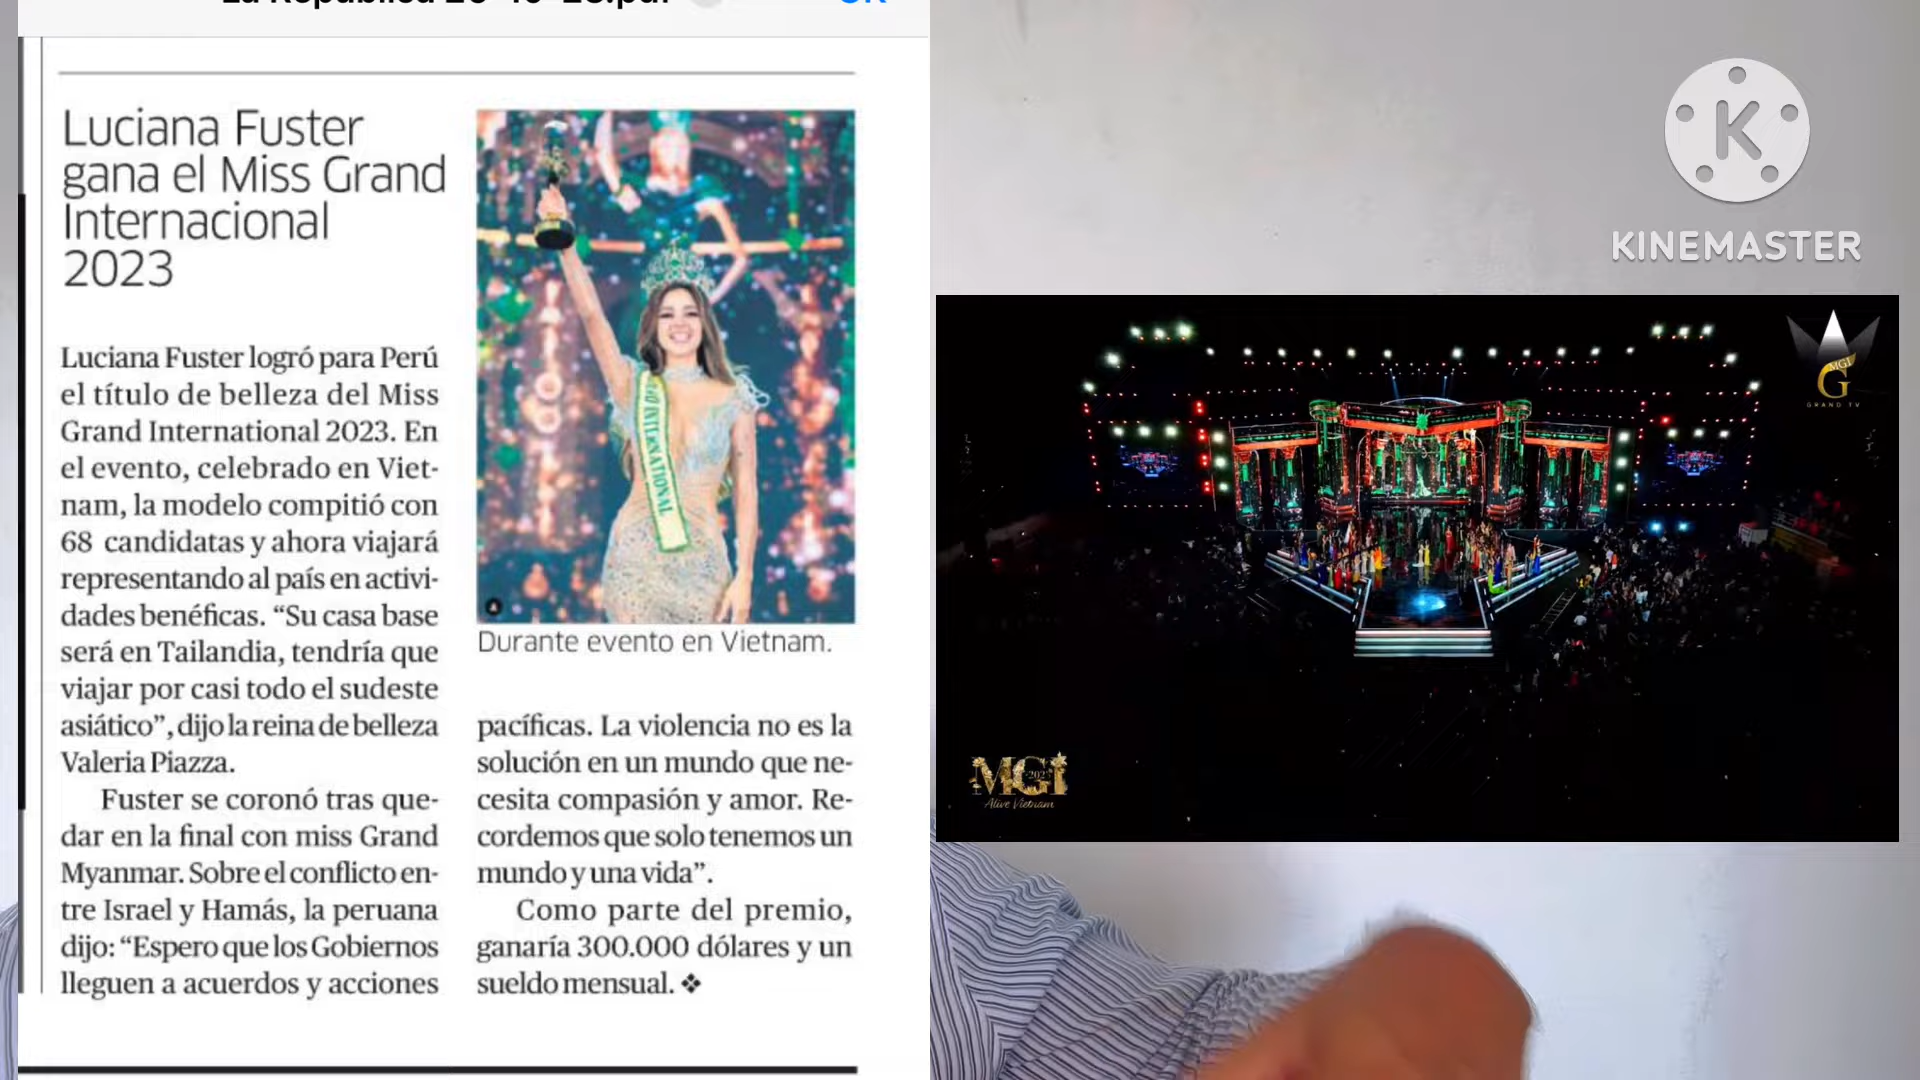 Luciana Fuster
gana el Miss Grand
Internacional
2023
Luciana Fuster logró para Perú
el título de belleza del Miss
Grand International 2023. En
el evento, celebrado en Viet-
nam, la modelo compitió con
68 candidatas y ahora viajará
representando al país en activi-
dades benéficas. “Su casa base
será en Tailandia, tendría que
viajar por casi todo el sudeste
asiático”, dijo la reina de belleza
Valeria Piazza.
Fuster se coronó tras que-
dar en la final con miss Grand
Myanmar. Sobre el conflicto en-
tre Israel y Hamás, la peruana
dijo: “Espero que los Gobiernos
lleguen a acuerdos y acciones
INTERNATIONAL
Durante evento en Vietnam.
pacíficas. La violencia no es la
solución en un mundo que ne-
cesita compasión y amor. Re-
cordemos que solo tenemos un
mundo y una vida”.
Como parte del premio,
ganaría 300.000 dólares y un
sueldo mensual. ❖
K
KINEMASTER
MGI
G
GRAND TV
MGI
Alive Vietnam